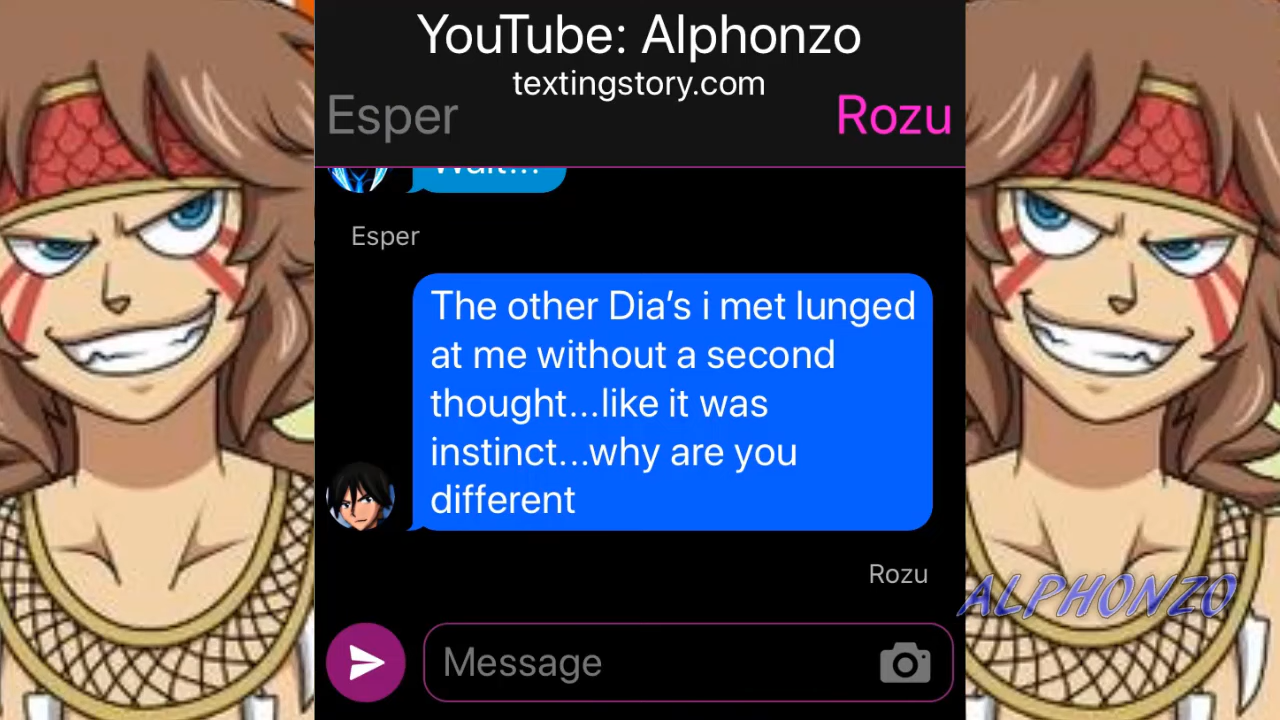 YouTube: Alphonzo
textingstory.com
Esper
Rozu
Wait...
Esper
The other Dia’s i met lunged
at me without a second
thought...like it was
instinct...why are you
different
Rozu
ALPHONZO
Message